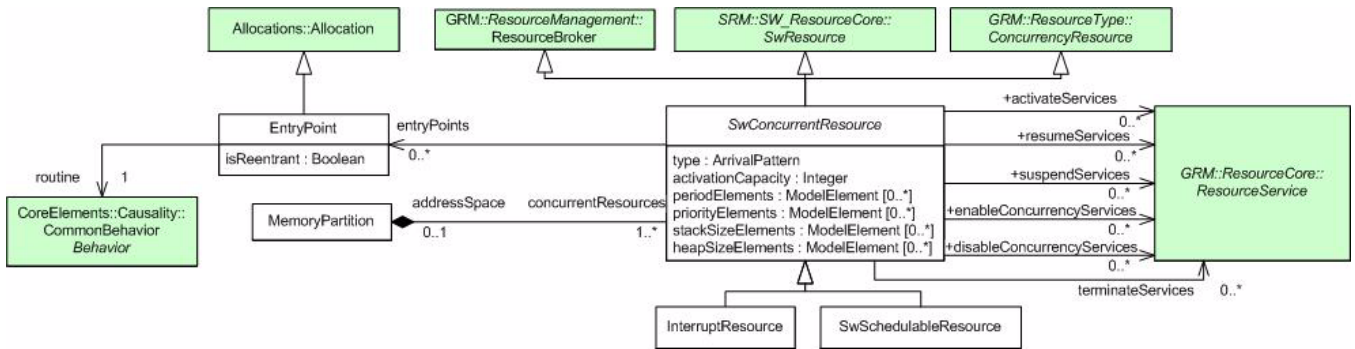 Allocations::Allocation
GRM::ResourceManagement::
ResourceBroker
SRM::SW_ResourceCore::
SwResource
GRM::ResourceType::
ConcurrencyResource
EntryPoint
isReentrant : Boolean
entryPoints
0..*
routine
1
CoreElements::Causality::
CommonBehavior
Behavior
MemoryPartition
addressSpace
0..1
concurrentResources
1..*
SwConcurrentResource
type : ArrivalPattern
activationCapacity : Integer
periodElements : ModelElement [0..*]
priorityElements : ModelElement [0..*]
stackSizeElements : ModelElement [0..*]
heapSizeElements : ModelElement [0..*]
+activateServices
0..*
+resumeServices
0..*
+suspendServices
0..*
+enableConcurrencyServices
0..*
+disableConcurrencyServices
0..*
terminateServices
0..*
GRM::ResourceCore::
ResourceService
InterruptResource
SwSchedulableResource